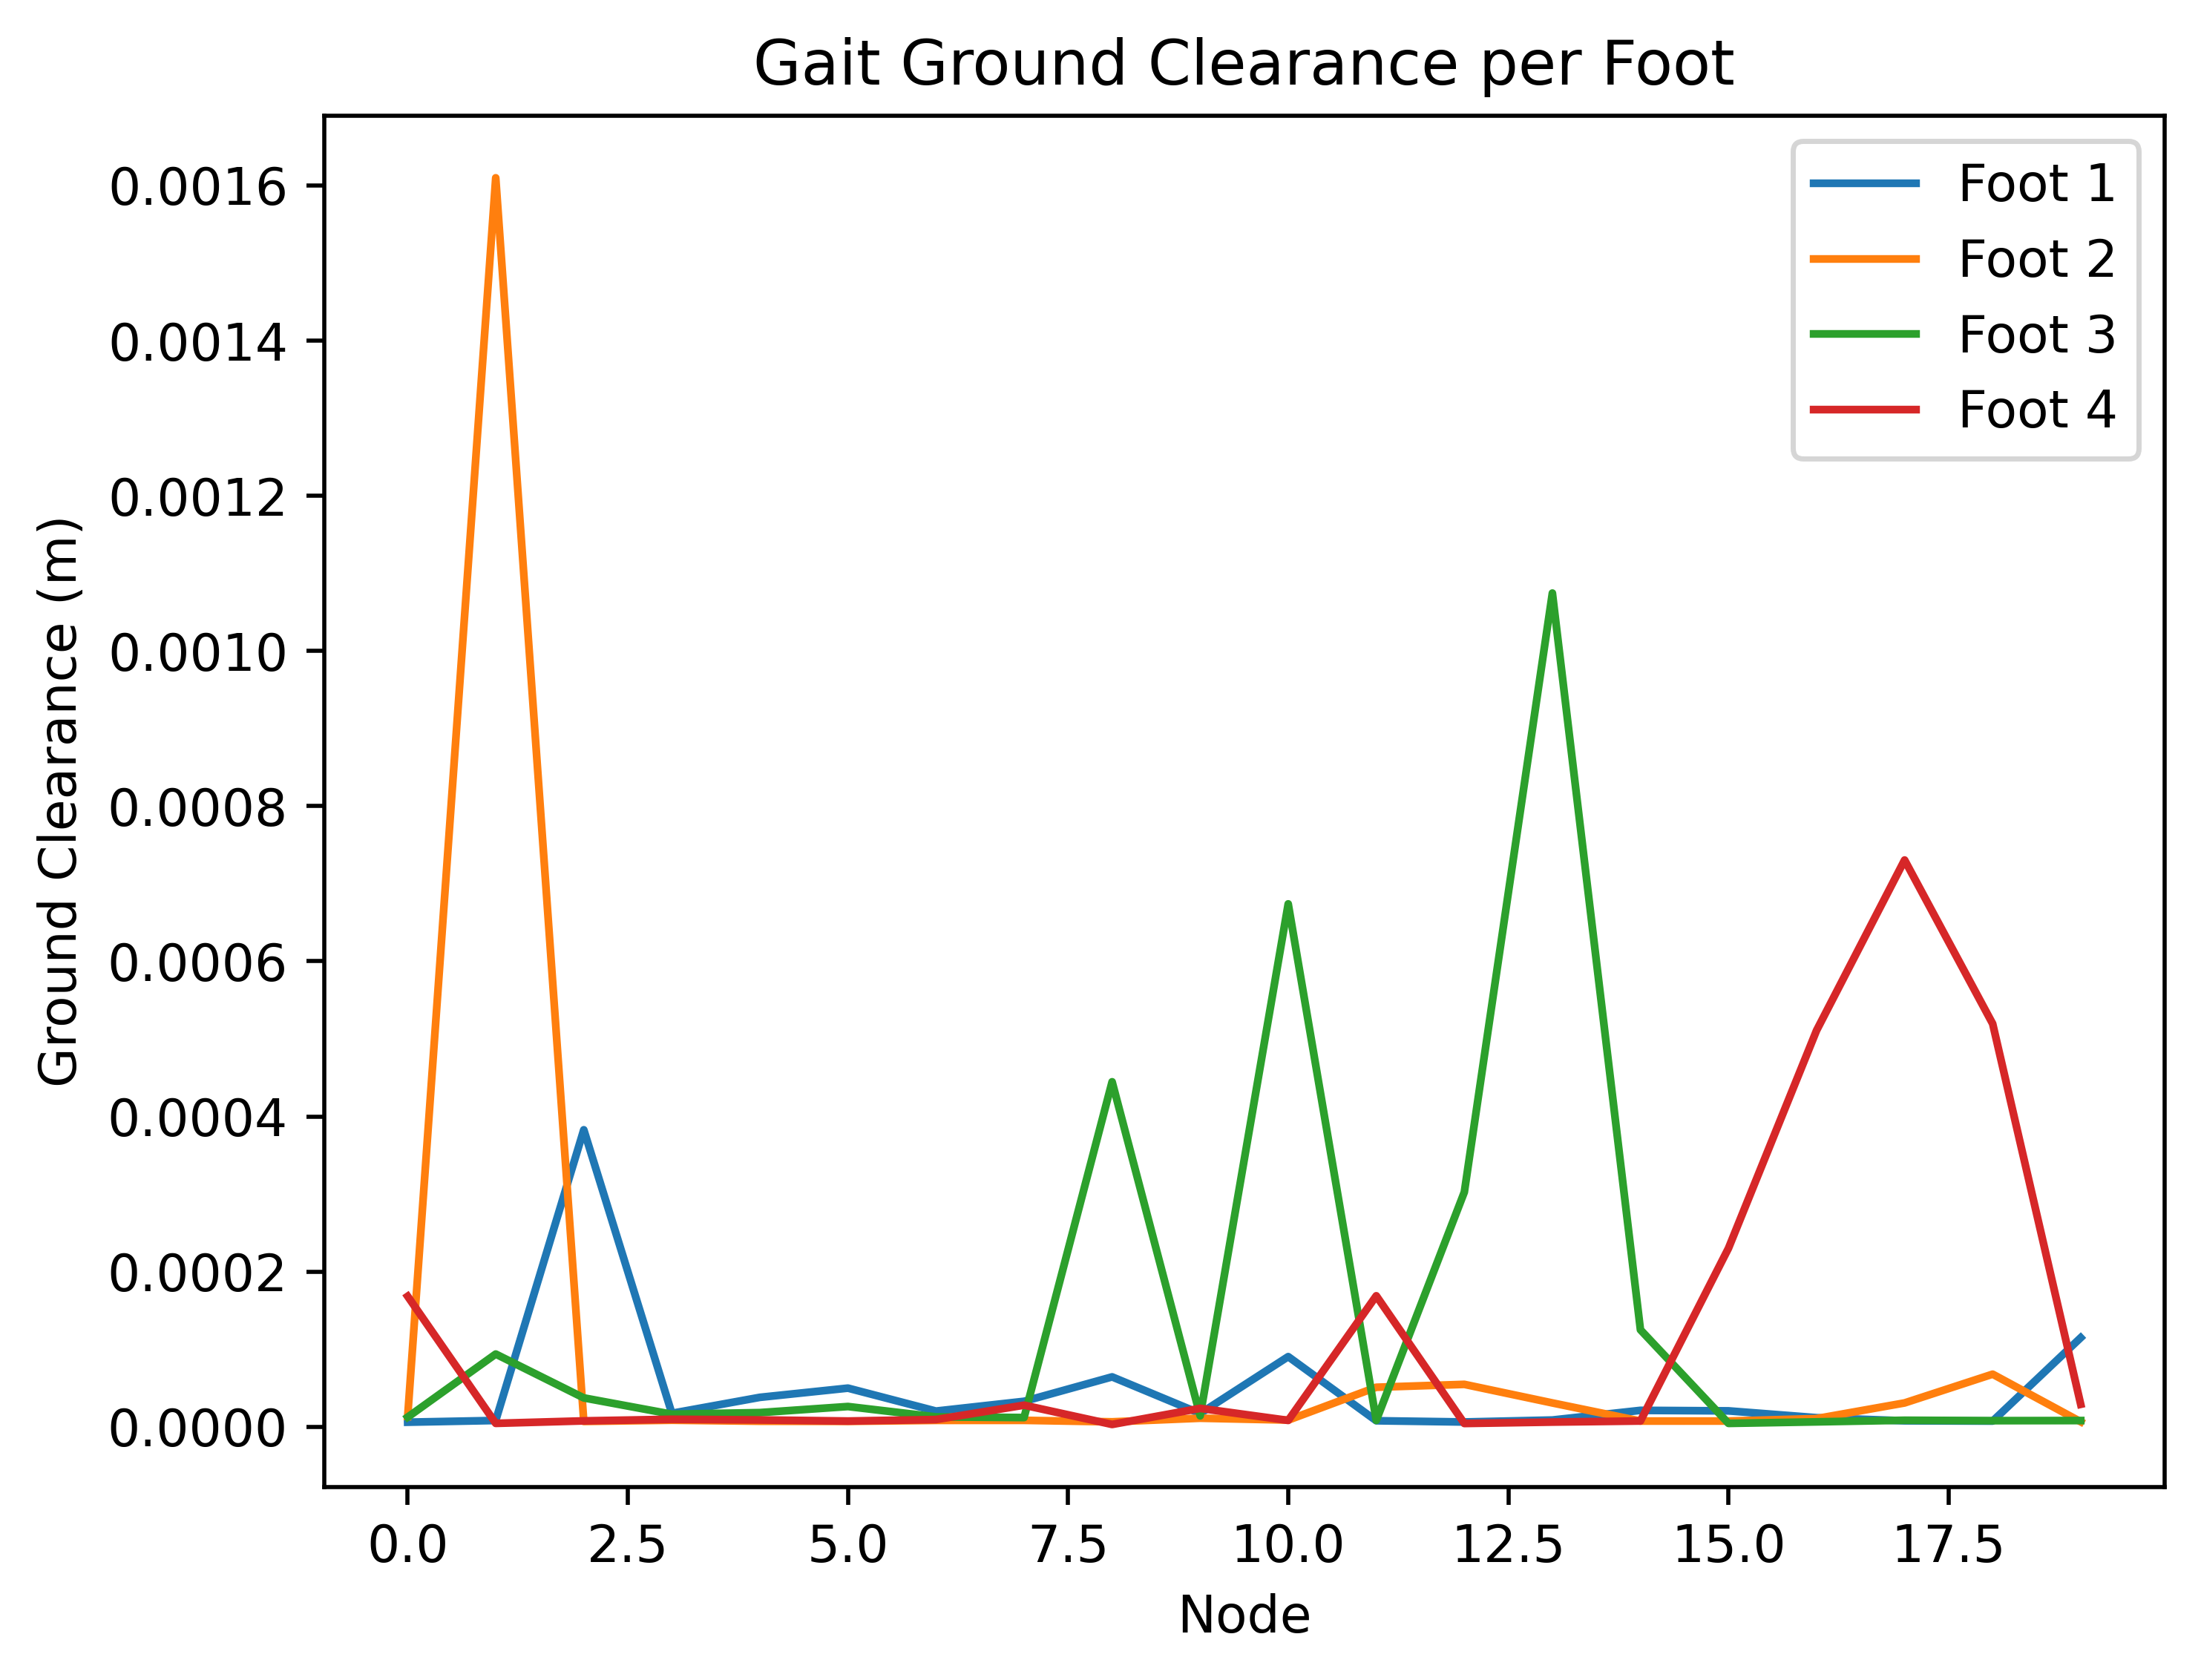 Gait Ground Clearance per Foot
Foot 1
Foot 2
Foot 3
Foot 4
Ground Clearance (m)
0.0016
0.0014
0.0012
0.0010
0.0008
0.0006
0.0004
0.0002
0.0000
0.0 2.5 5.0 7.5 10.0 12.5 15.0 17.5
Node